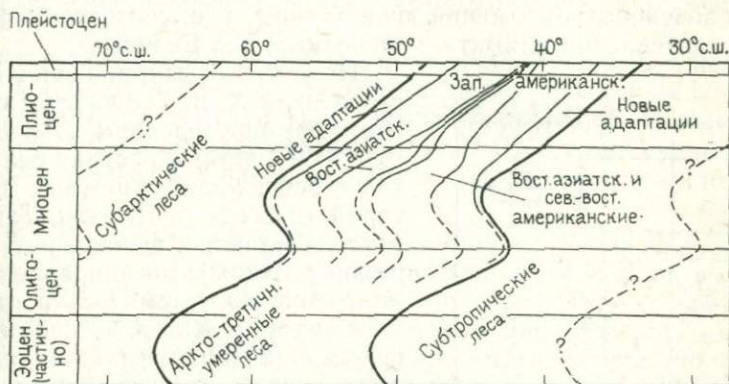 Плейстоцен
70°с.ш. 60° 50° 40° 30°с.ш.
Плио-
цен
Миоцен
Олиго-
цен
Эоцен
(частич-
но)
?
Субарктические
леса
Новые адаптации
Вост. азиатск.
Зап. американск.
Новые
адаптации
Вост. азиатск. и
сев.-вост.
американские
?
Аркто-третичн.
умеренные
леса
Субтропические
леса
?